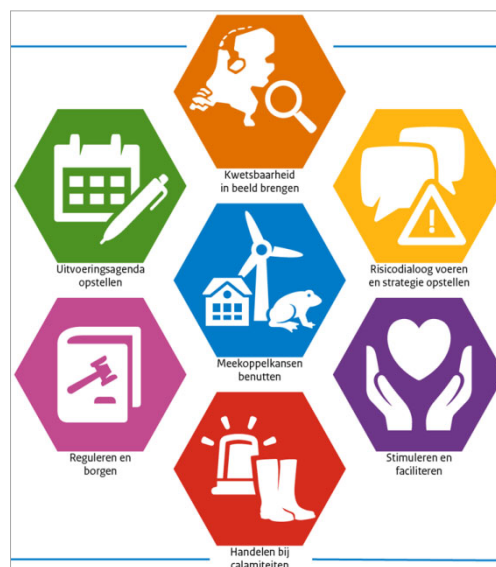 Kwetsbaarheid
in beeld brengen
Uitvoeringsagenda
opstellen
Risicodialoog voeren
en strategie opstellen
Meekoppelkansen
benutten
Reguleren en
borgen
Stimuleren en
faciliteren
Handelen bij
calamiteiten